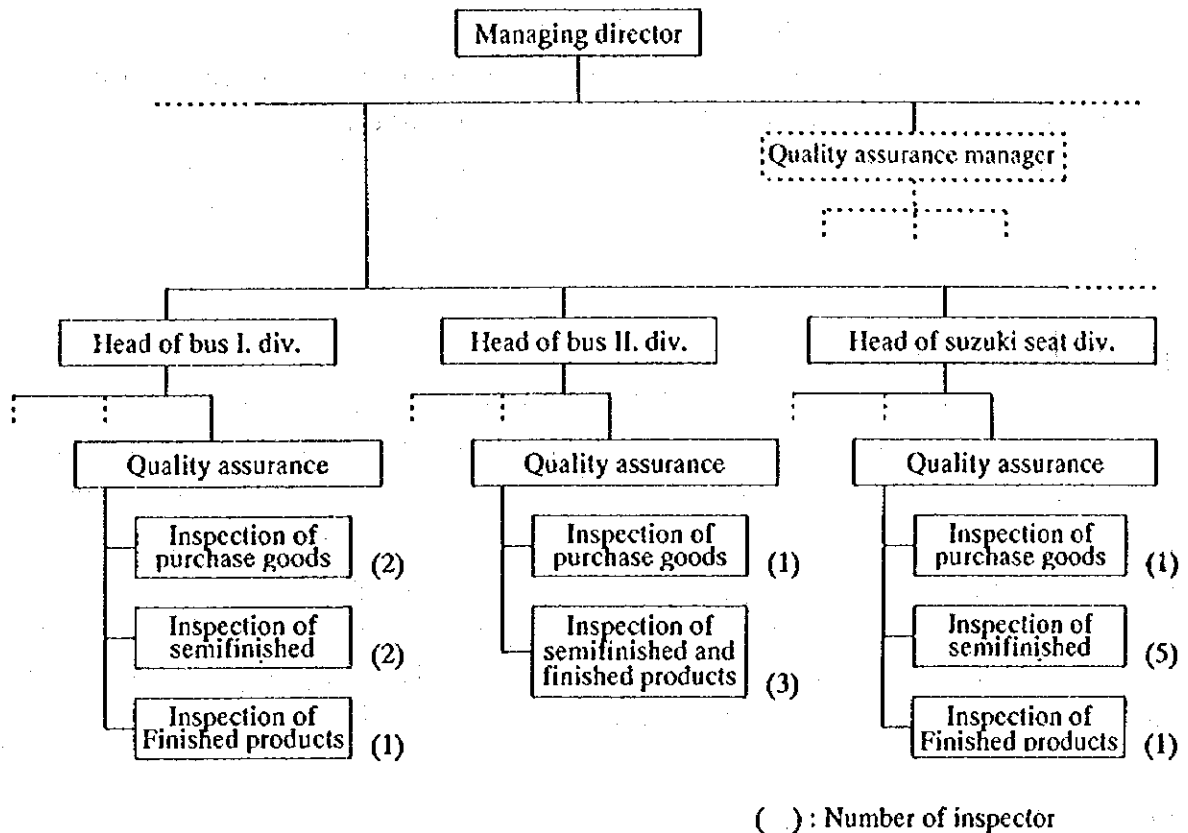 Managing director
Quality assurance manager
Head of bus I. div.
Head of bus II. div.
Head of suzuki seat div.
Quality assurance
Quality assurance
Quality assurance
Inspection of
purchase goods (2)
Inspection of
purchase goods (1)
Inspection of
purchase goods (1)
Inspection of
semifinished (2)
Inspection of
semifinished and
finished products (3)
Inspection of
semifinished (5)
Inspection of
Finished products (1)
Inspection of
Finished products (1)
( ) : Number of inspector